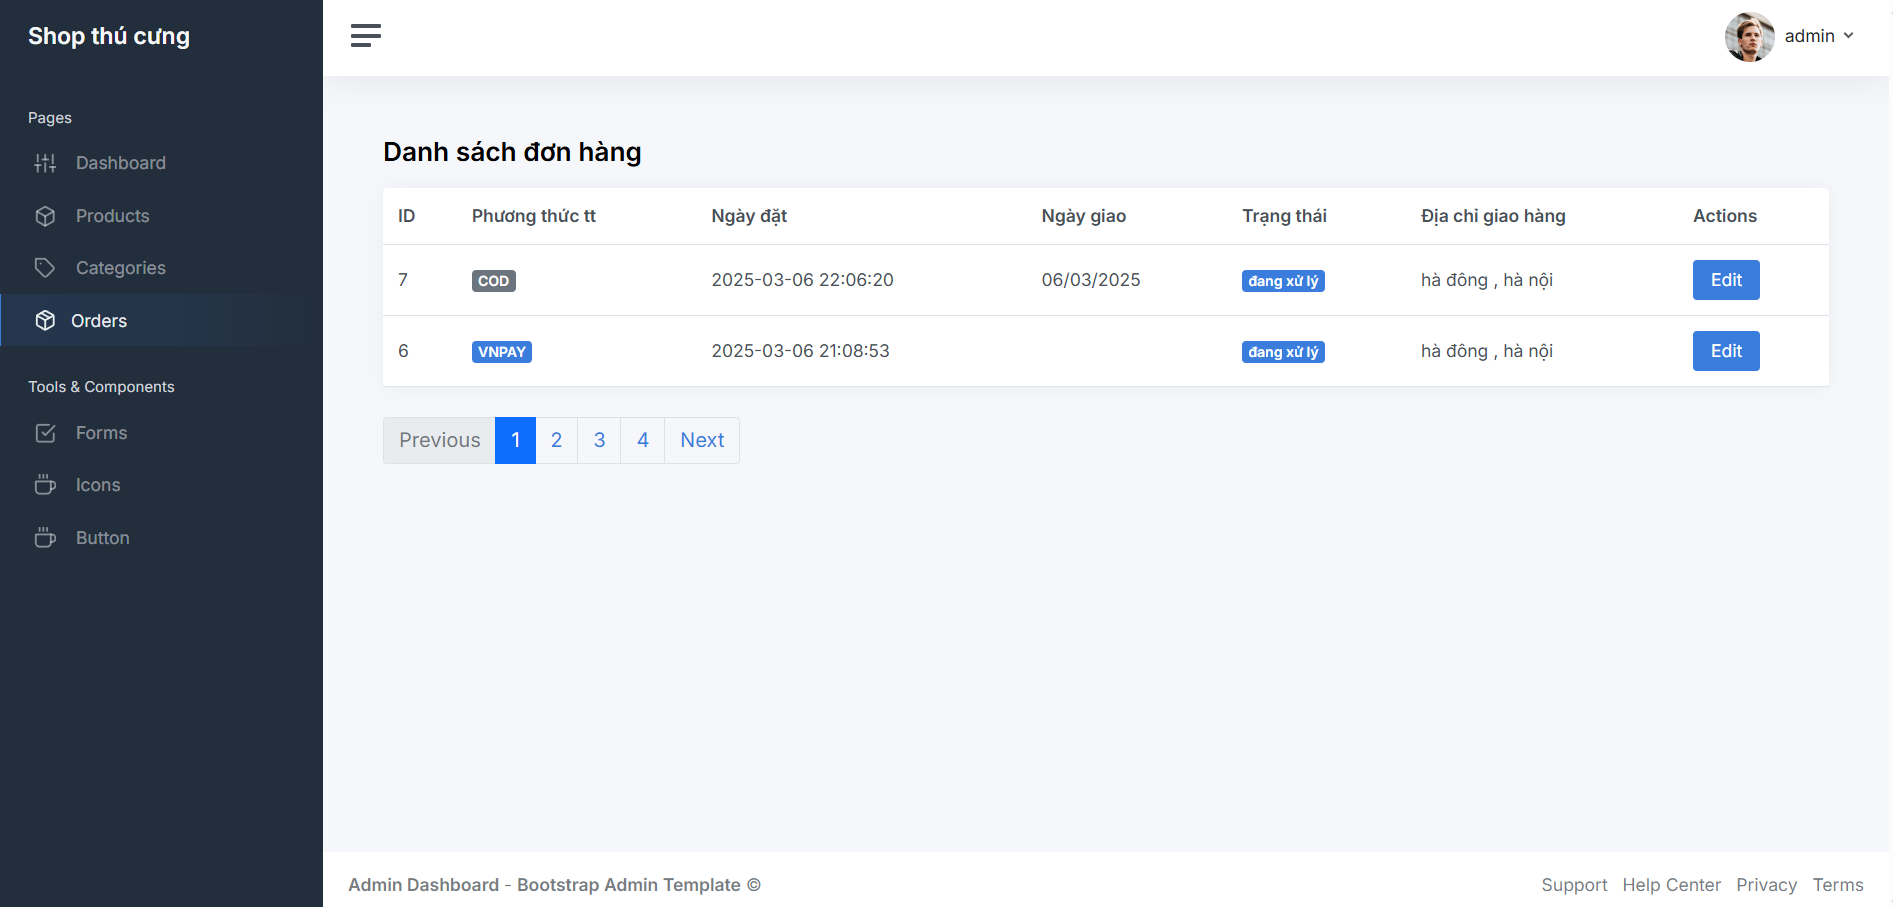 Shop thú cưng
admin
Pages
Dashboard
Products
Categories
Orders
Tools & Components
Forms
Icons
Button
Danh sách đơn hàng
ID Phương thức tt Ngày đặt Ngày giao Trạng thái Địa chỉ giao hàng Actions
7 COD 2025-03-06 22:06:20 06/03/2025 đang xử lý hà đông , hà nội Edit
6 VNPAY 2025-03-06 21:08:53 đang xử lý hà đông , hà nội Edit
Previous 1 2 3 4 Next
Admin Dashboard - Bootstrap Admin Template © Support Help Center Privacy Terms